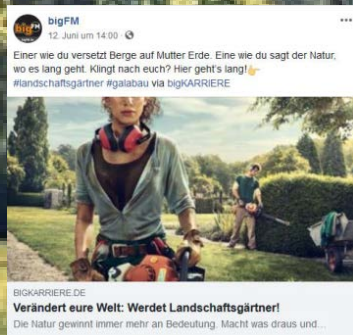 big FM
bigFM
12. Juni um 14:00 ·
Einer wie du versetzt Berge auf Mutter Erde. Eine wie du sagt der Natur,
wo es lang geht. Klingt nach euch? Hier geht's lang!👉
#landschaftsgärtner #galabau via bigKARRIERE
BIGKARRIERE.DE
Verändert eure Welt: Werdet Landschaftsgärtner!
Die Natur gewinnt immer mehr an Bedeutung. Macht was draus und...